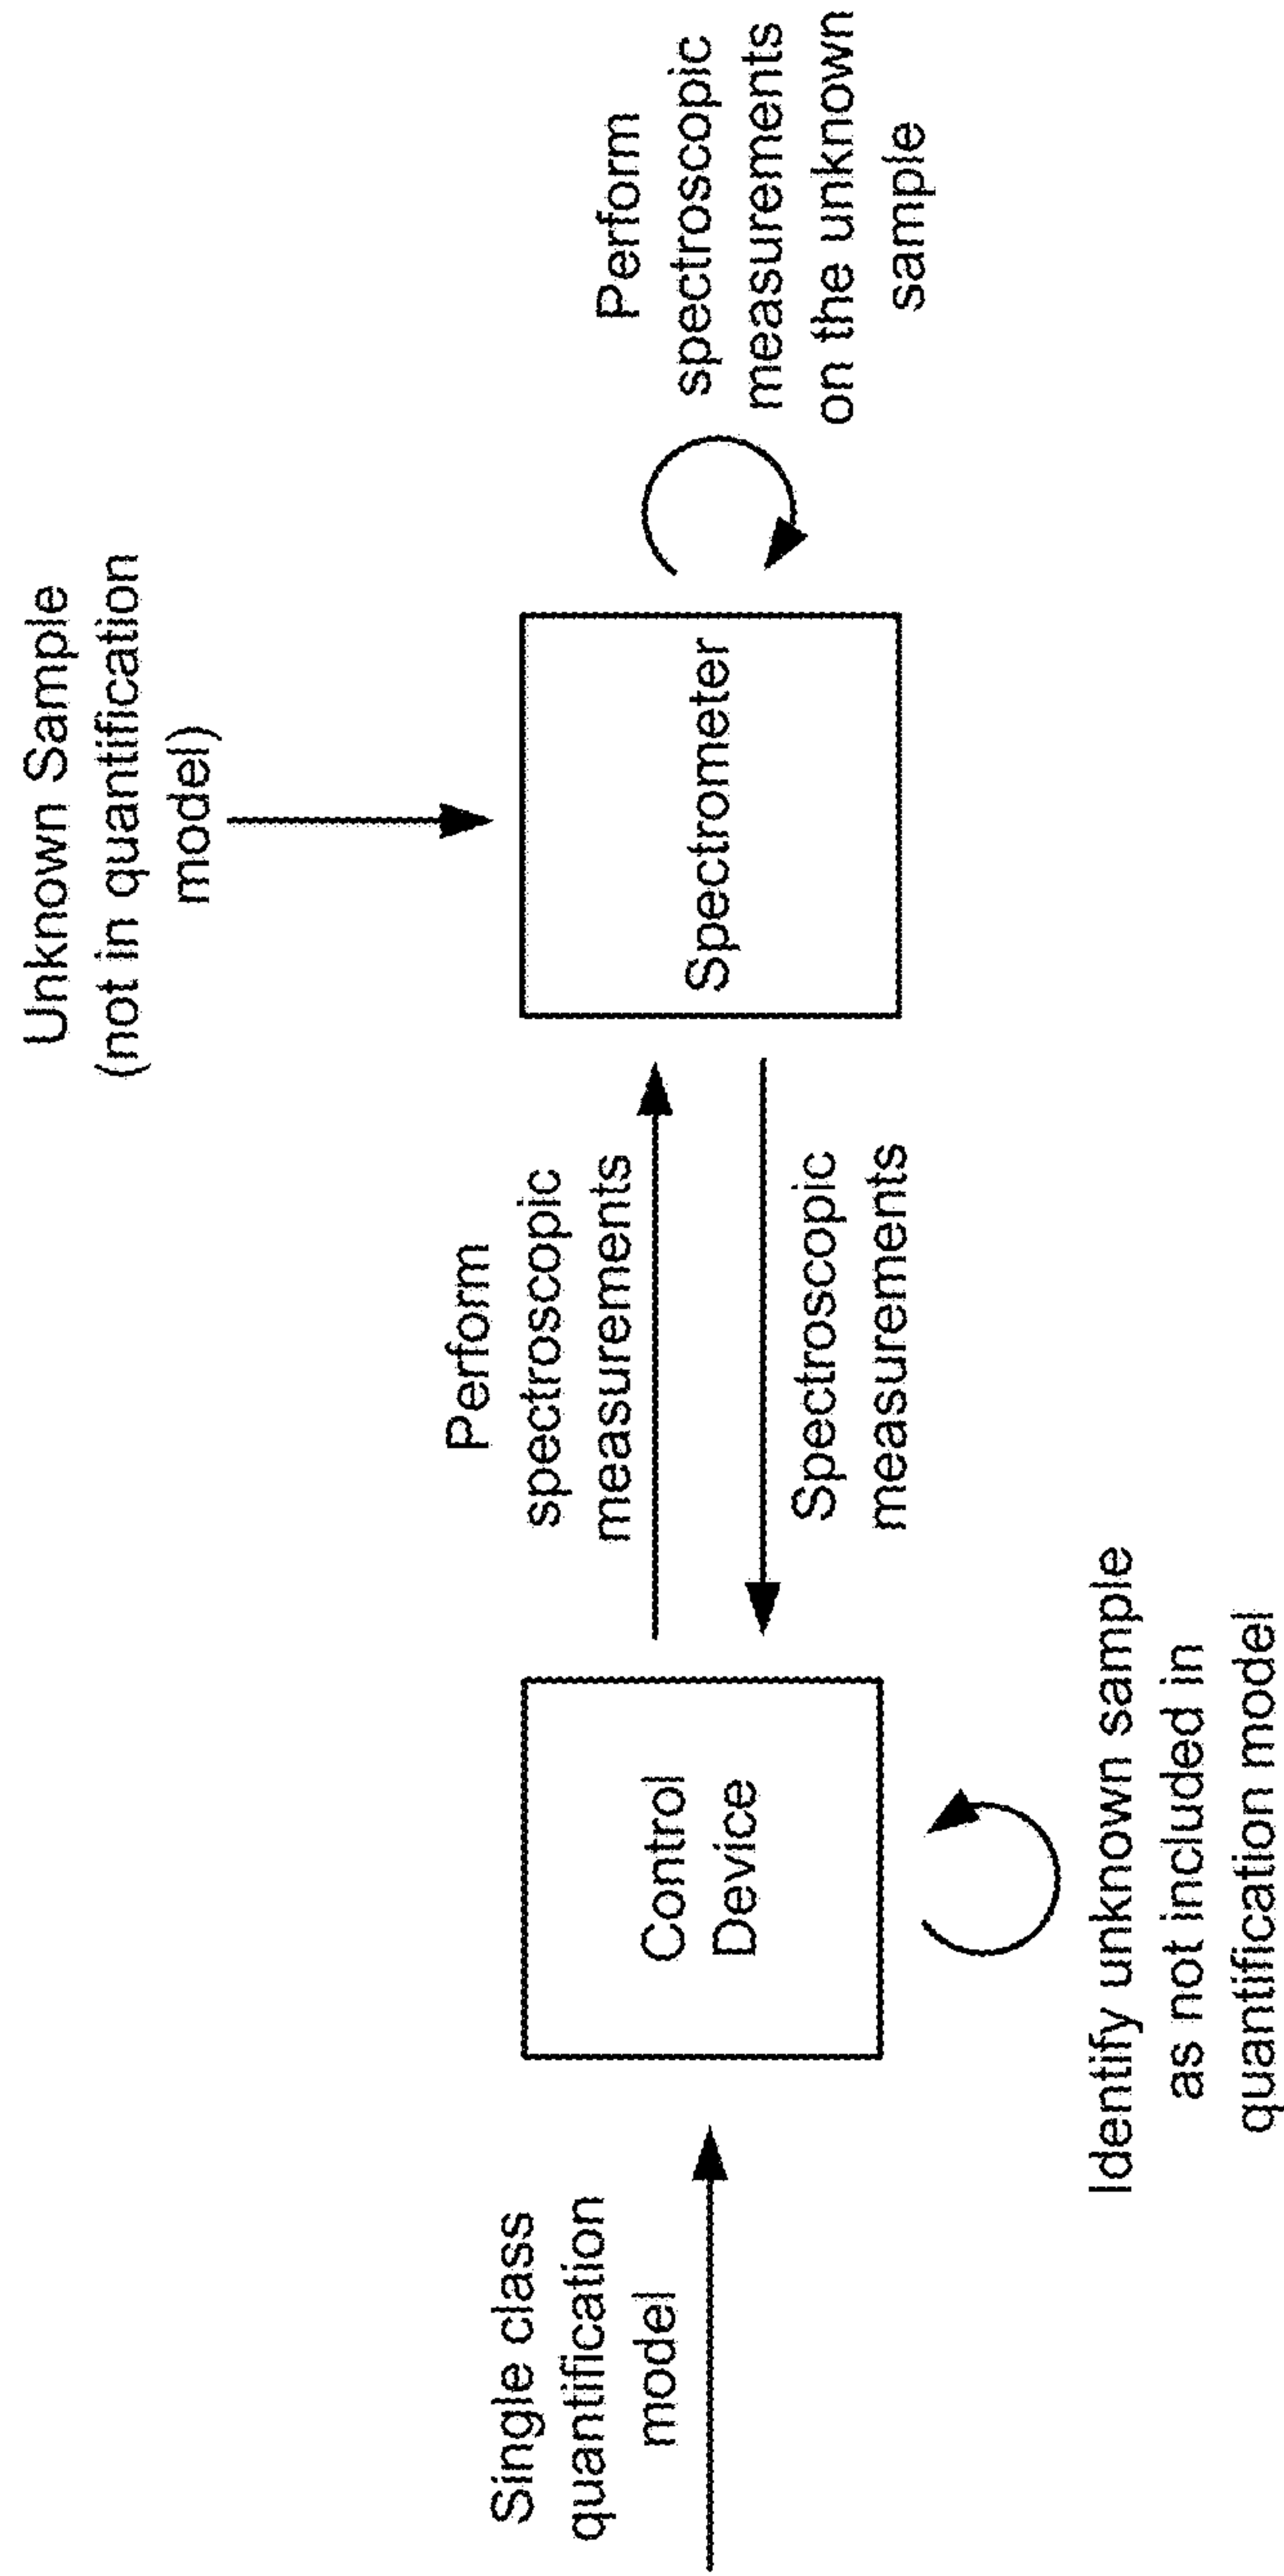 Single class
quantification
model
Control
Device
Identify unknown sample
as not included in
quantification model
Perform
spectroscopic
measurements
Spectroscopic
measurements
Unknown Sample
(not in quantification
model)
Spectrometer
Perform
spectroscopic
measurements
on the unknown
sample